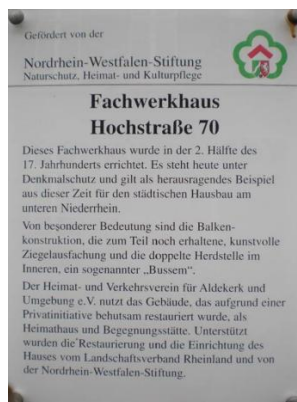 Gefördert von der
Nordrhein-Westfalen-Stiftung
Naturschutz, Heimat- und Kulturpflege
Fachwerkhaus
Hochstraße 70
Dieses Fachwerkhaus wurde in der 2. Hälfte des
17. Jahrhunderts errichtet. Es steht heute unter
Denkmalschutz und gilt als herausragendes Beispiel
aus dieser Zeit für den städtischen Hausbau am
unteren Niederrhein.
Von besonderer Bedeutung sind die Balken-
konstruktion, die zum Teil noch erhaltene, kunstvolle
Ziegelausfachung und die doppelte Herdstelle im
Inneren, ein sogenannter „Bussem“.
Der Heimat- und Verkehrsverein für Aldekerk und
Umgebung e.V. nutzt das Gebäude, das aufgrund einer
Privatinitiative behutsam restauriert wurde, als
Heimathaus und Begegnungsstätte. Unterstützt
wurden die Restaurierung und die Einrichtung des
Hauses vom Landschaftsverband Rheinland und von
der Nordrhein-Westfalen-Stiftung.